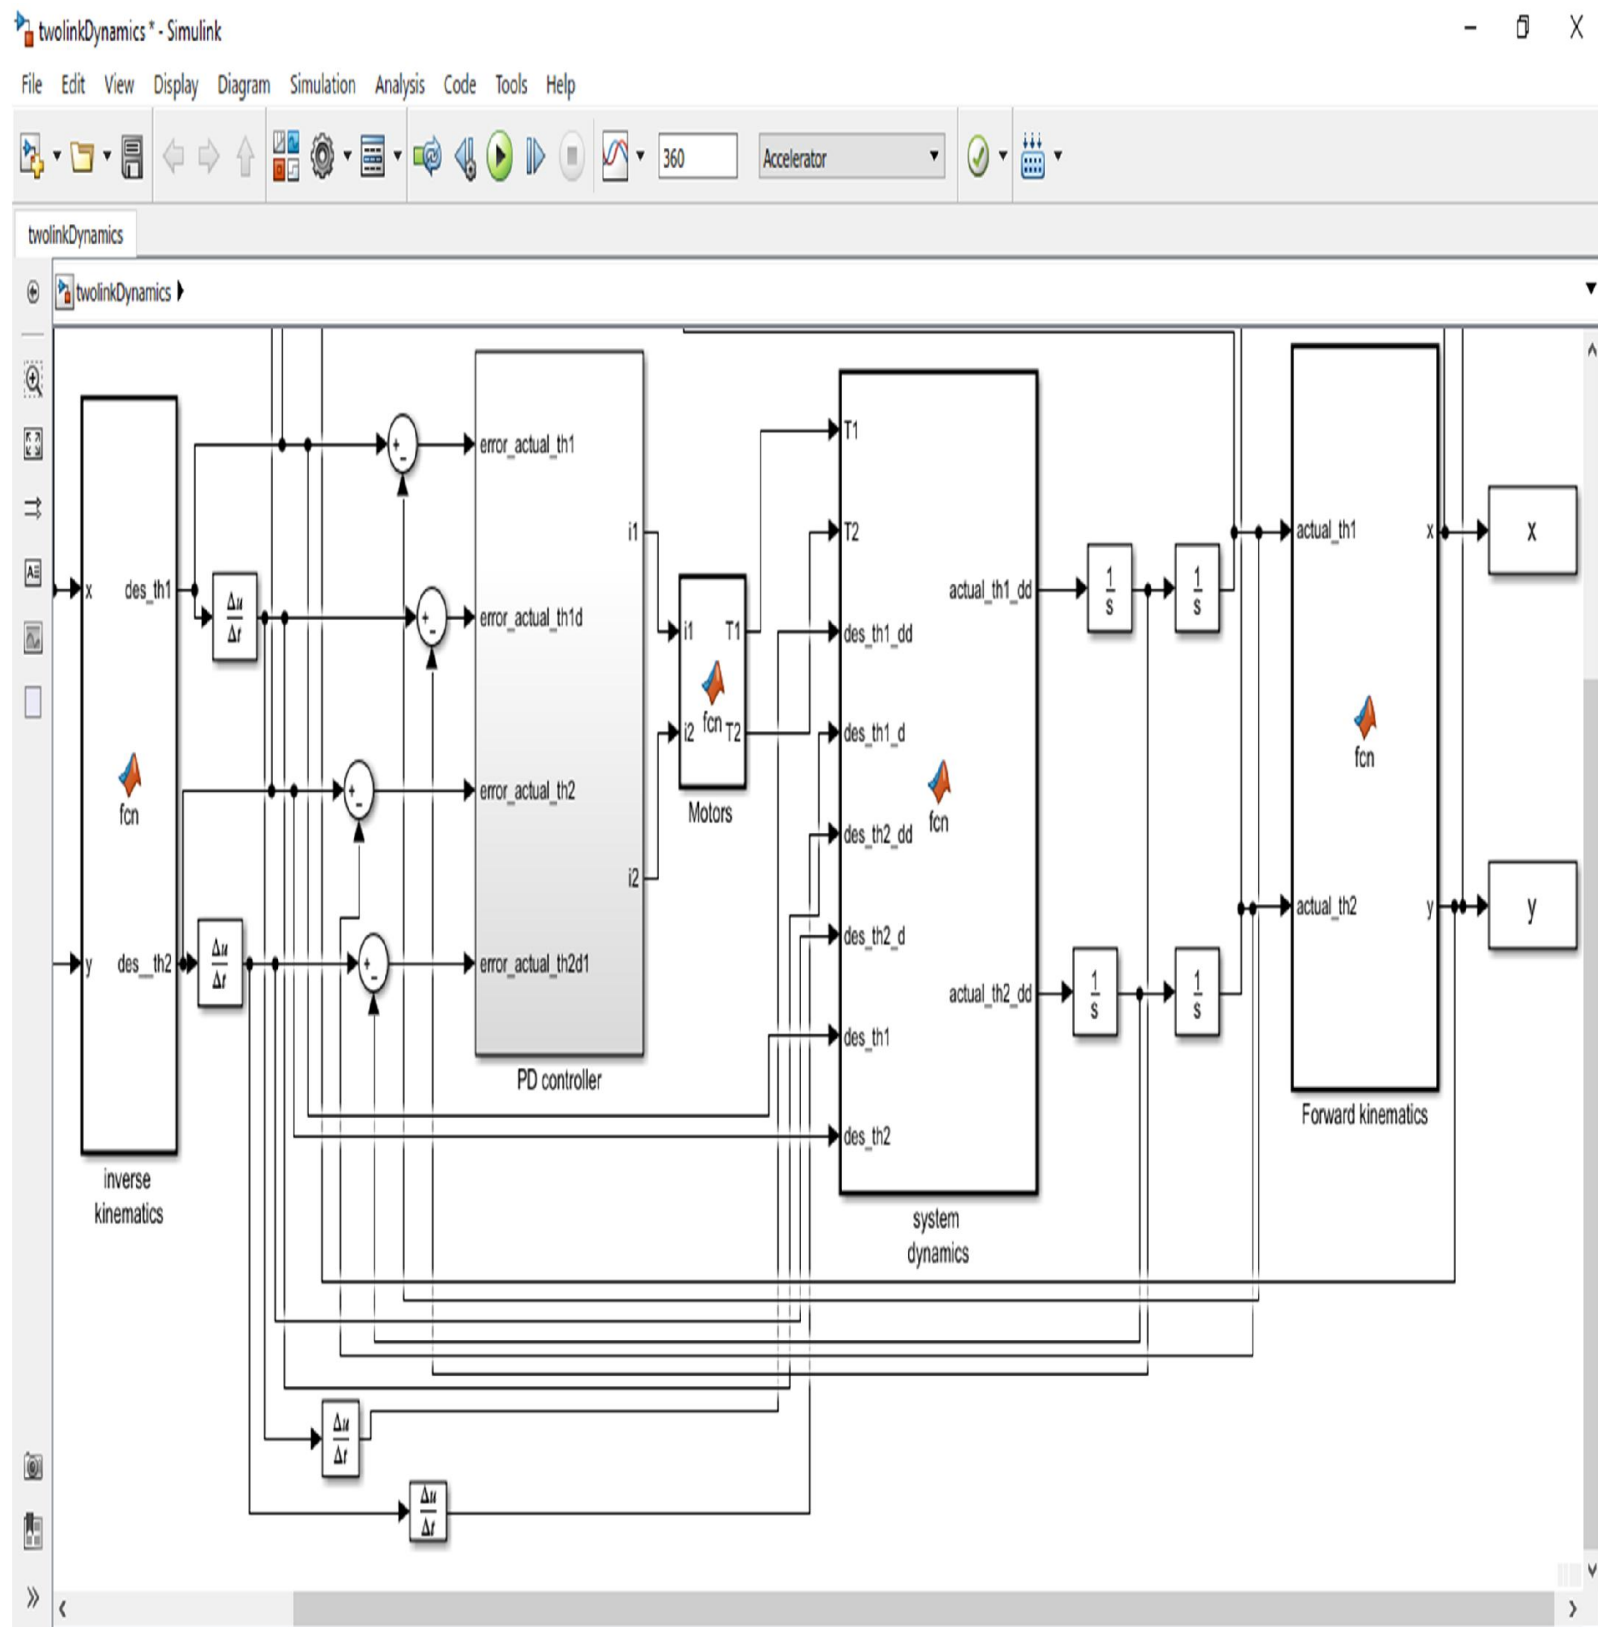 twolinkDynamics * - Simulink
File Edit View Display Diagram Simulation Analysis Code Tools Help
360 Accelerator
twolinkDynamics
twolinkDynamics
x
des_th1
y
des__th2
fcn
inverse
kinematics
Δu
Δt
Δu
Δt
+
-
+
-
+
-
+
-
error_actual_th1
error_actual_th1d
error_actual_th2
error_actual_th2d1
i1
i2
PD controller
i1
i2
T1
T2
fcn
Motors
T1
T2
des_th1_dd
des_th1_d
des_th2_dd
des_th2_d
des_th1
des_th2
actual_th1_dd
actual_th2_dd
fcn
system
dynamics
1
s
1
s
1
s
1
s
actual_th1
actual_th2
x
y
fcn
Forward kinematics
x
y
Δu
Δt
Δu
Δt